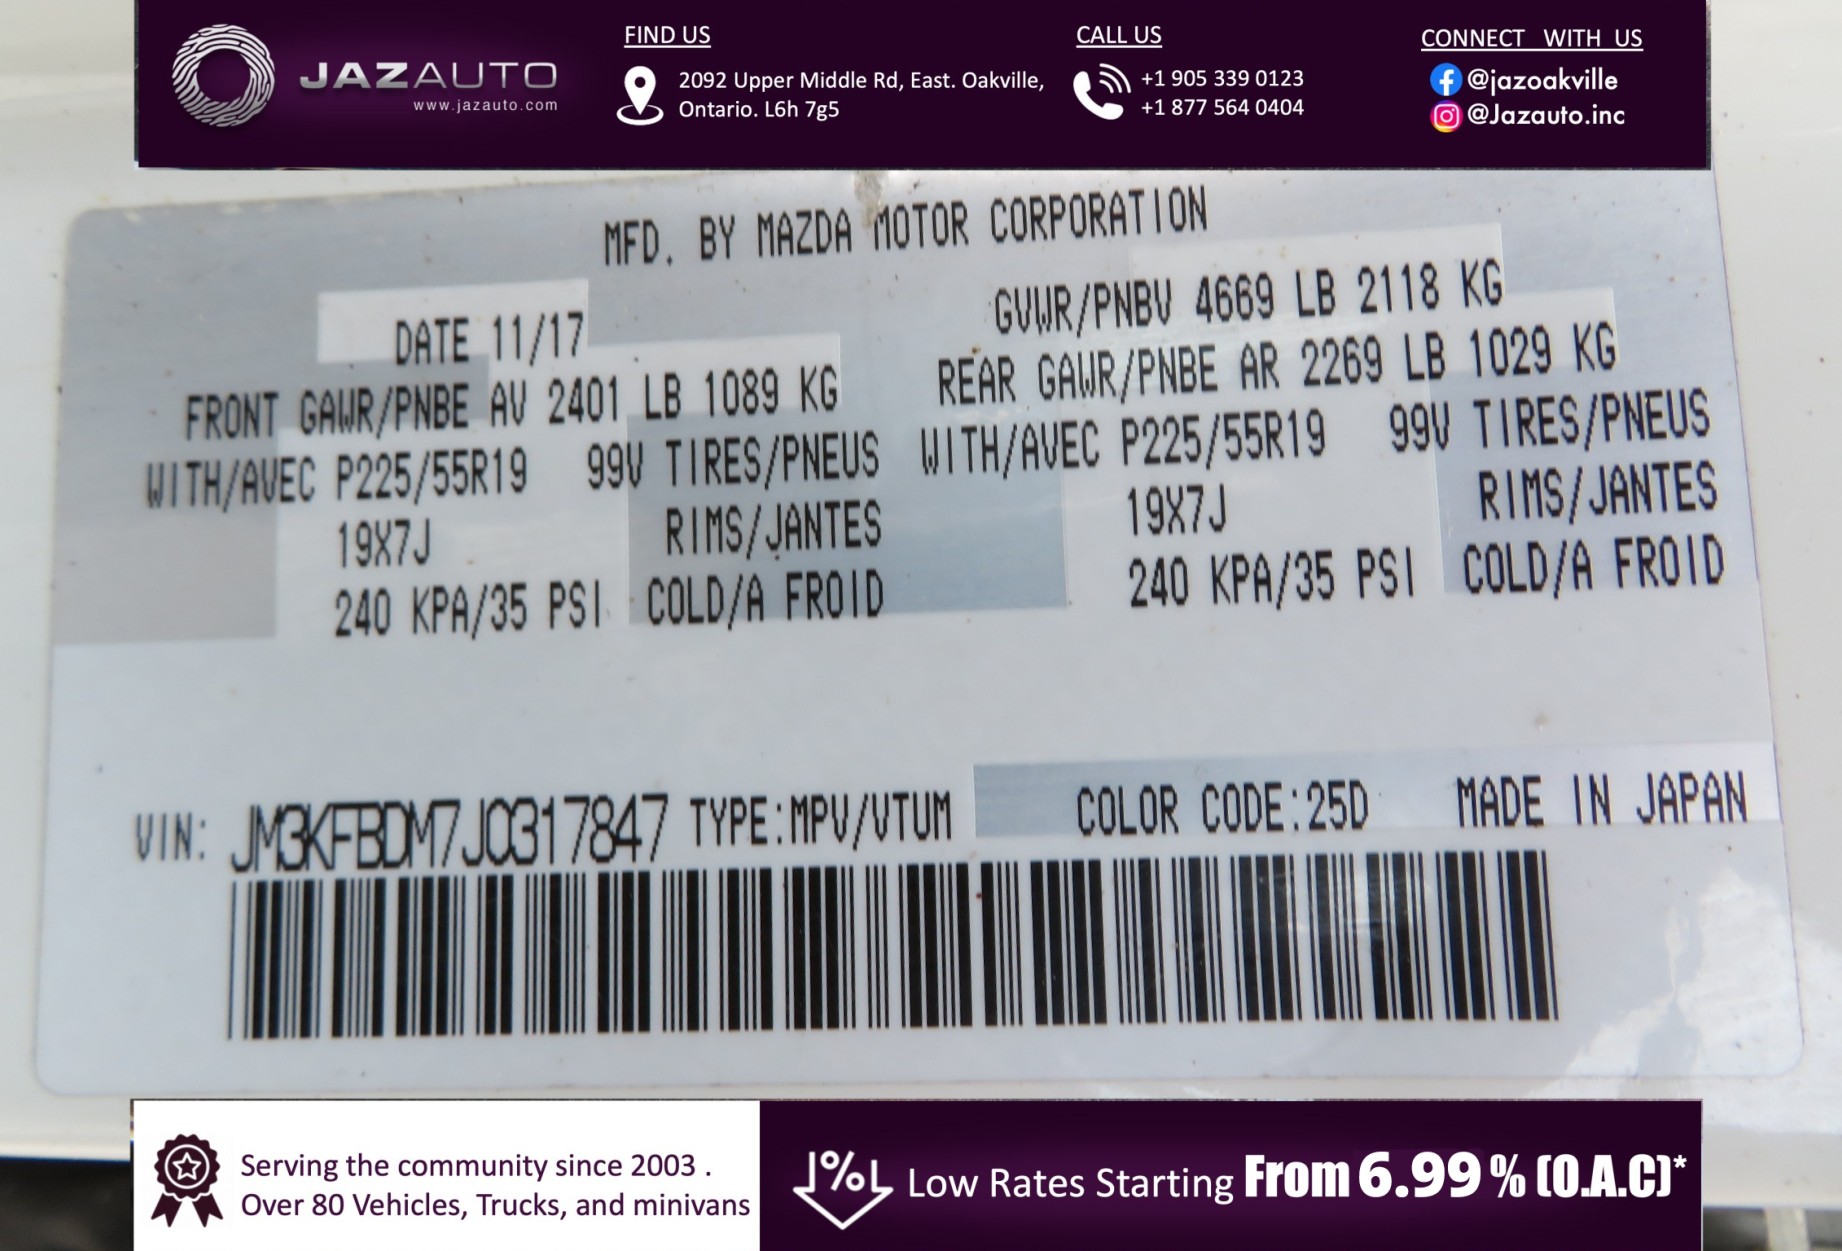 JAZAUTO
www.jazauto.com
FIND US
2092 Upper Middle Rd, East. Oakville,
Ontario. L6h 7g5
CALL US
+1 905 339 0123
+1 877 564 0404
CONNECT WITH US
@jazoakville
@Jazauto.inc
MFD. BY MAZDA MOTOR CORPORATION
DATE 11/17 GVWR/PNBV 4669 LB 2118 KG
FRONT GAWR/PNBE AV 2401 LB 1089 KG REAR GAWR/PNBE AR 2269 LB 1029 KG
WITH/AVEC P225/55R19 99V TIRES/PNEUS WITH/AVEC P225/55R19 99V TIRES/PNEUS
19X7J RIMS/JANTES 19X7J RIMS/JANTES
240 KPA/35 PSI COLD/A FROID 240 KPA/35 PSI COLD/A FROID
VIN: JM3KFBDM7J0317847 TYPE:MPV/VTUM COLOR CODE:25D MADE IN JAPAN
Serving the community since 2003 .
Over 80 Vehicles, Trucks, and minivans
% Low Rates Starting From 6.99 % (O.A.C)*